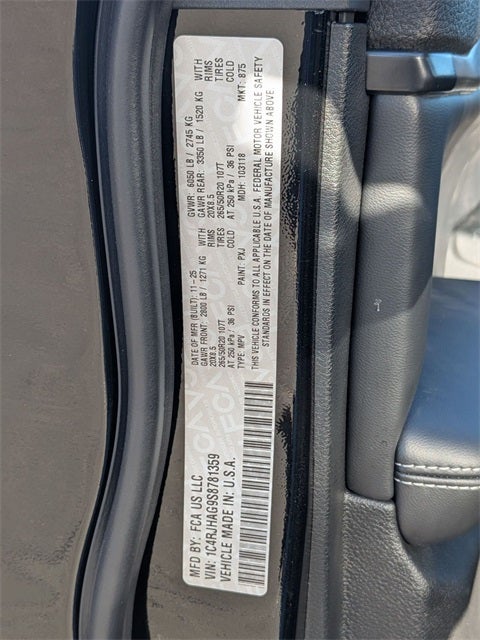 MFD BY: FCA US LLC
VIN: 1C4RJHAG9S8781359
VEHICLE MADE IN: U.S.A.
DATE OF MFR (BUILT): 11-25
GAWR FRONT: 2800 LB / 1271 KG WITH
20X8.5 RIMS
265/50R20 107T TIRES
AT 250 kPa / 36 PSI COLD
TYPE: MPV PAINT: PXJ
GVWR: 6050 LB / 2745 KG
GAWR REAR: 3350 LB / 1520 KG WITH
20X8.5 RIMS
265/50R20 107T TIRES
AT 250 kPa / 36 PSI COLD
MDH: 103118 MKT: 875
THIS VEHICLE CONFORMS TO ALL APPLICABLE U.S.A. FEDERAL MOTOR VEHICLE SAFETY
STANDARDS IN EFFECT ON THE DATE OF MANUFACTURE SHOWN ABOVE